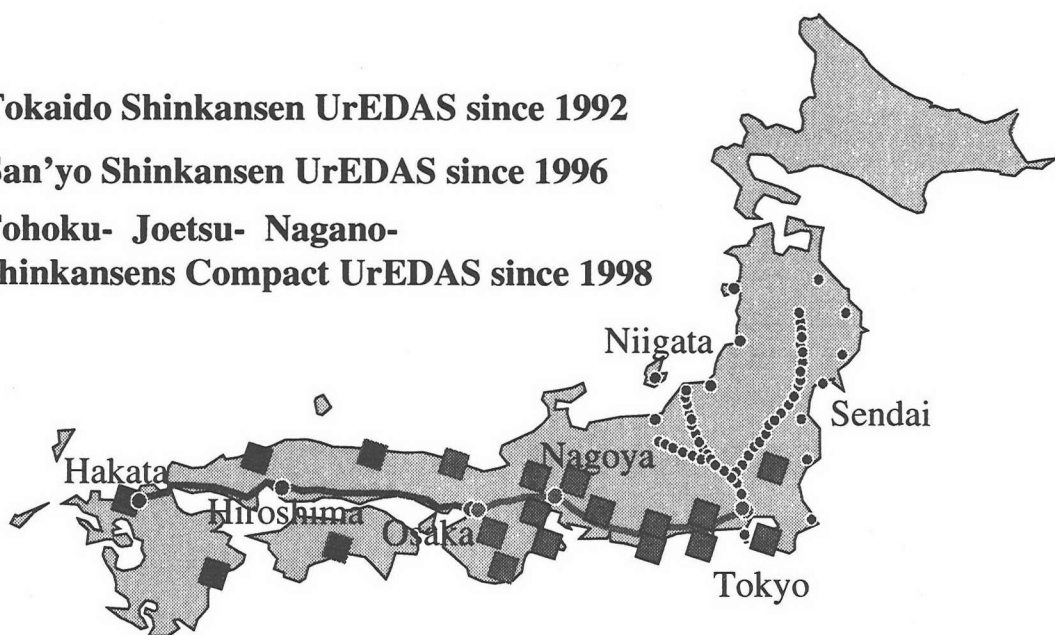 Tokaido Shinkansen UrEDAS since 1992
San'yo Shinkansen UrEDAS since 1996
Tohoku- Joetsu- Nagano-
Shinkansens Compact UrEDAS since 1998
Niigata
Sendai
Nagoya
Hakata
Hiroshima
Osaka
Tokyo